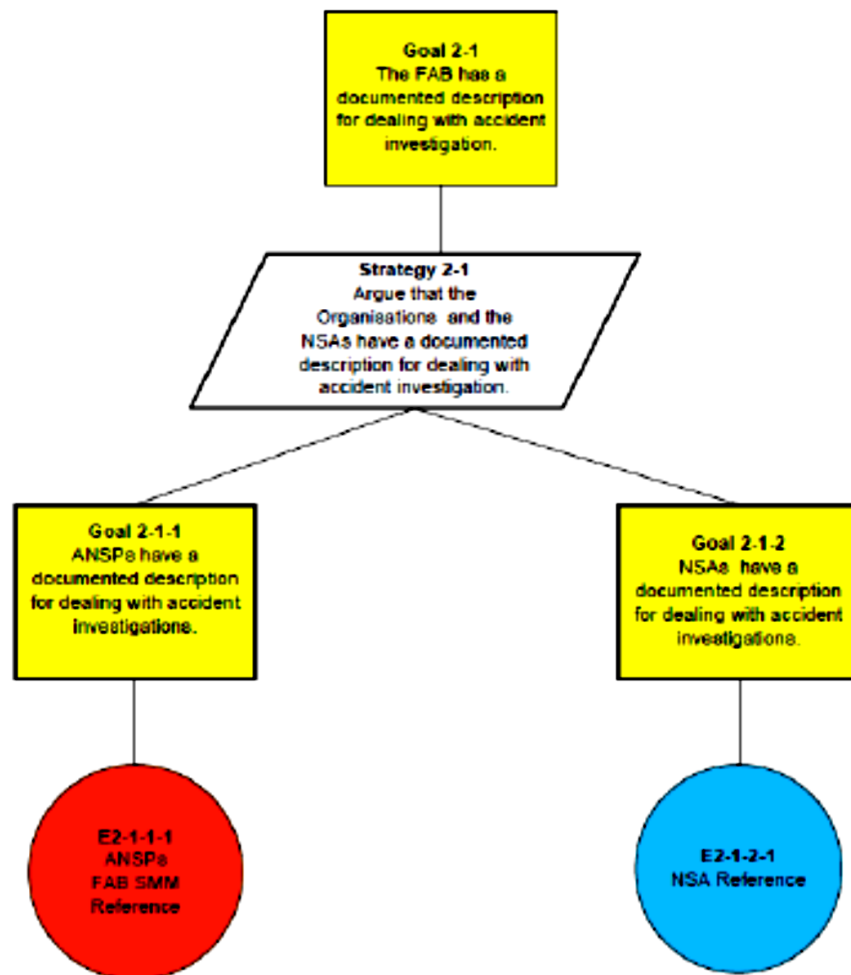 Goal 2-1
The FAB has a
documented description
for dealing with accident
investigation.
Strategy 2-1
Argue that the
Organisations and the
NSAs have a documented
description for dealing with
accident investigation.
Goal 2-1-1
ANSPs have a
documented description
for dealing with accident
investigations.
Goal 2-1-2
NSAs have a
documented description
for dealing with accident
investigations.
E2-1-1-1
ANSPs
FAB SMM
Reference
E2-1-2-1
NSA Reference